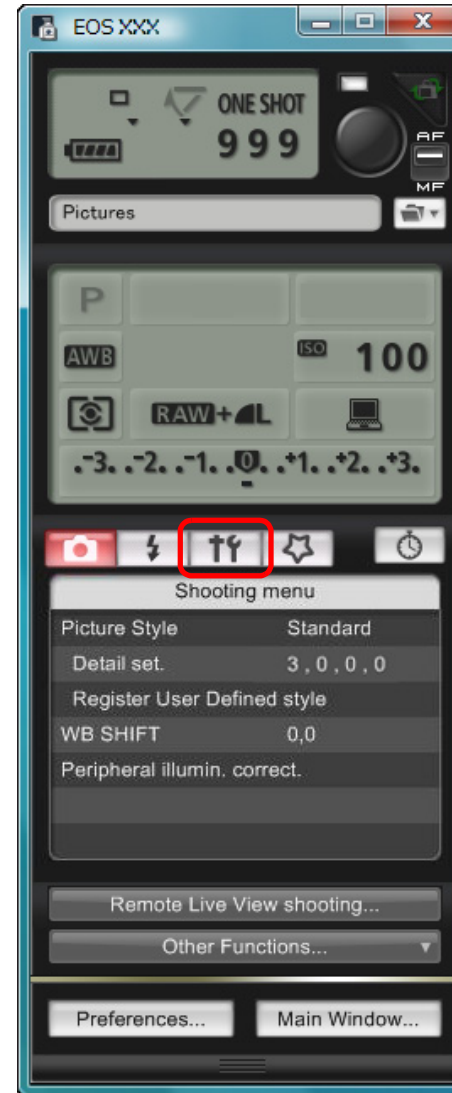 EOS XXX
ONE SHOT
999
AF
MF
Pictures
P
AWB
ISO 100
RAW+L
.-3. .-2. .-1. .0. .+1. .+2. .+3.
Shooting menu
Picture Style Standard
Detail set. 3 , 0 , 0 , 0
Register User Defined style
WB SHIFT 0,0
Peripheral illumin. correct.
Remote Live View shooting...
Other Functions...
Preferences... Main Window...